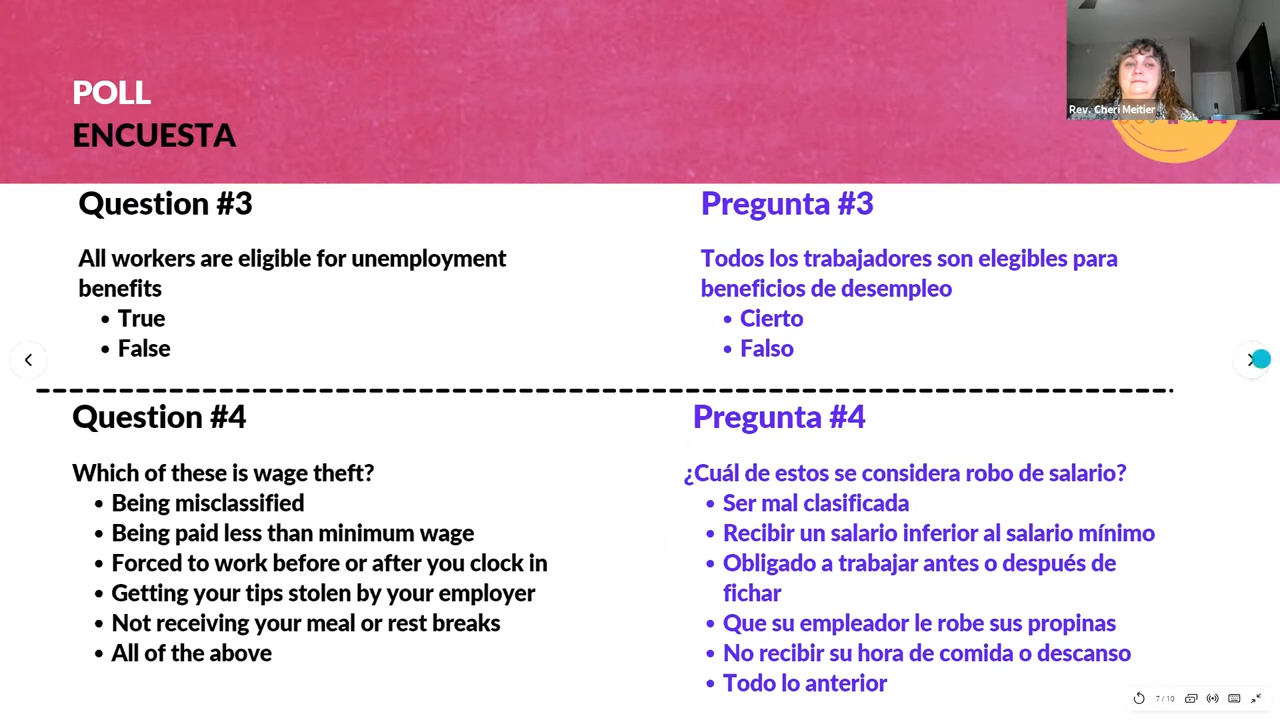 POLL
ENCUESTA
Rev. Cheri Meitier
Question #3
All workers are eligible for unemployment
benefits
• True
• False
Pregunta #3
Todos los trabajadores son elegibles para
beneficios de desempleo
• Cierto
• Falso
Question #4
Which of these is wage theft?
• Being misclassified
• Being paid less than minimum wage
• Forced to work before or after you clock in
• Getting your tips stolen by your employer
• Not receiving your meal or rest breaks
• All of the above
Pregunta #4
¿Cuál de estos se considera robo de salario?
• Ser mal clasificada
• Recibir un salario inferior al salario mínimo
• Obligado a trabajar antes o después de
fichar
• Que su empleador le robe sus propinas
• No recibir su hora de comida o descanso
• Todo lo anterior
7 / 10